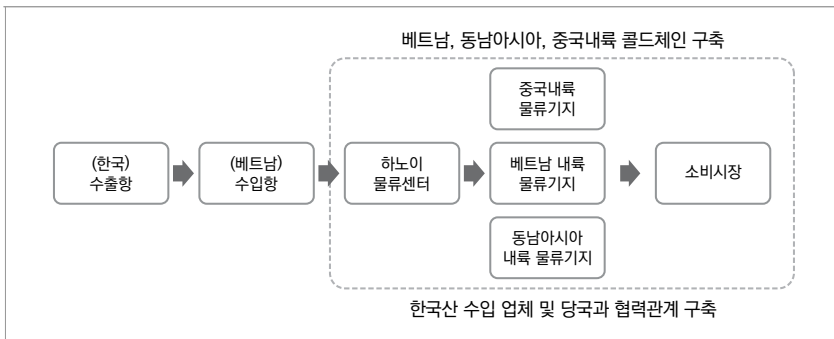 베트남, 동남아시아, 중국내륙 콜드체인 구축
중국내륙
물류기지
(한국)
수출항
(베트남)
수입항
하노이
물류센터
베트남 내륙
물류기지
소비시장
동남아시아
내륙 물류기지
한국산 수입 업체 및 당국과 협력관계 구축